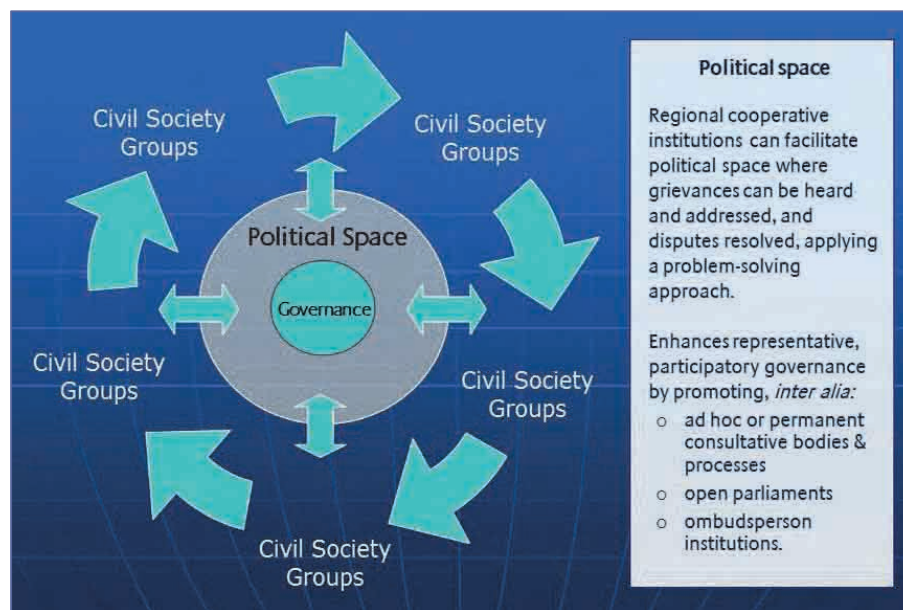 Civil Society
Groups
Civil Society
Groups
Political Space
Governance
Civil Society
Groups
Civil Society
Groups
Civil Society
Groups
Political space
Regional cooperative
institutions can facilitate
political space where
grievances can be heard
and addressed, and
disputes resolved, applying
a problem-solving
approach.
Enhances representative,
participatory governance
by promoting, inter alia:
o ad hoc or permanent
consultative bodies &
processes
o open parliaments
o ombudsperson
institutions.